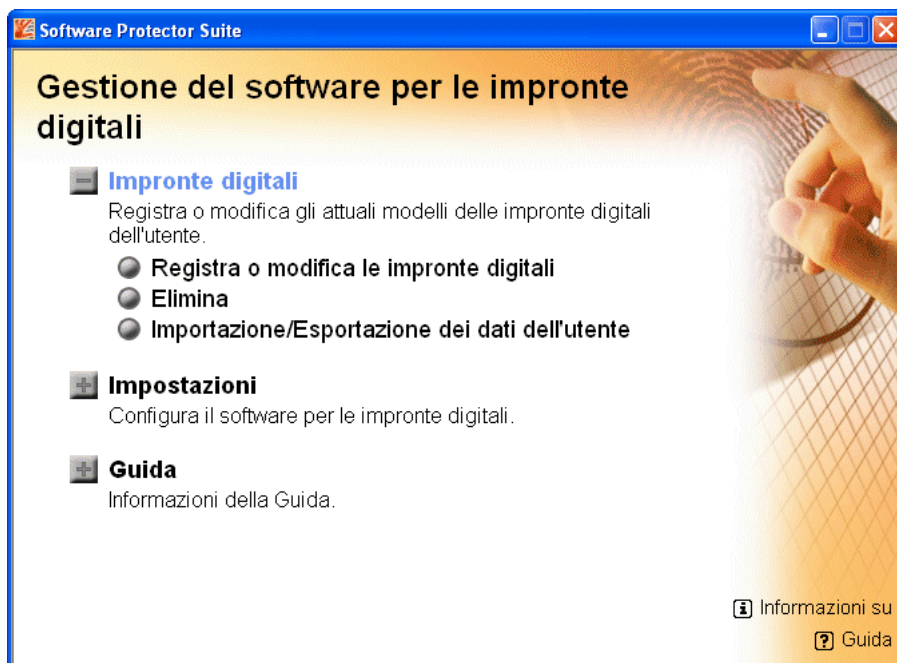 Software Protector Suite
Gestione del software per le impronte
digitali
Impronte digitali
Registra o modifica gli attuali modelli delle impronte digitali
dell'utente.
Registra o modifica le impronte digitali
Elimina
Importazione/Esportazione dei dati dell'utente
Impostazioni
Configura il software per le impronte digitali.
Guida
Informazioni della Guida.
Informazioni su
Guida